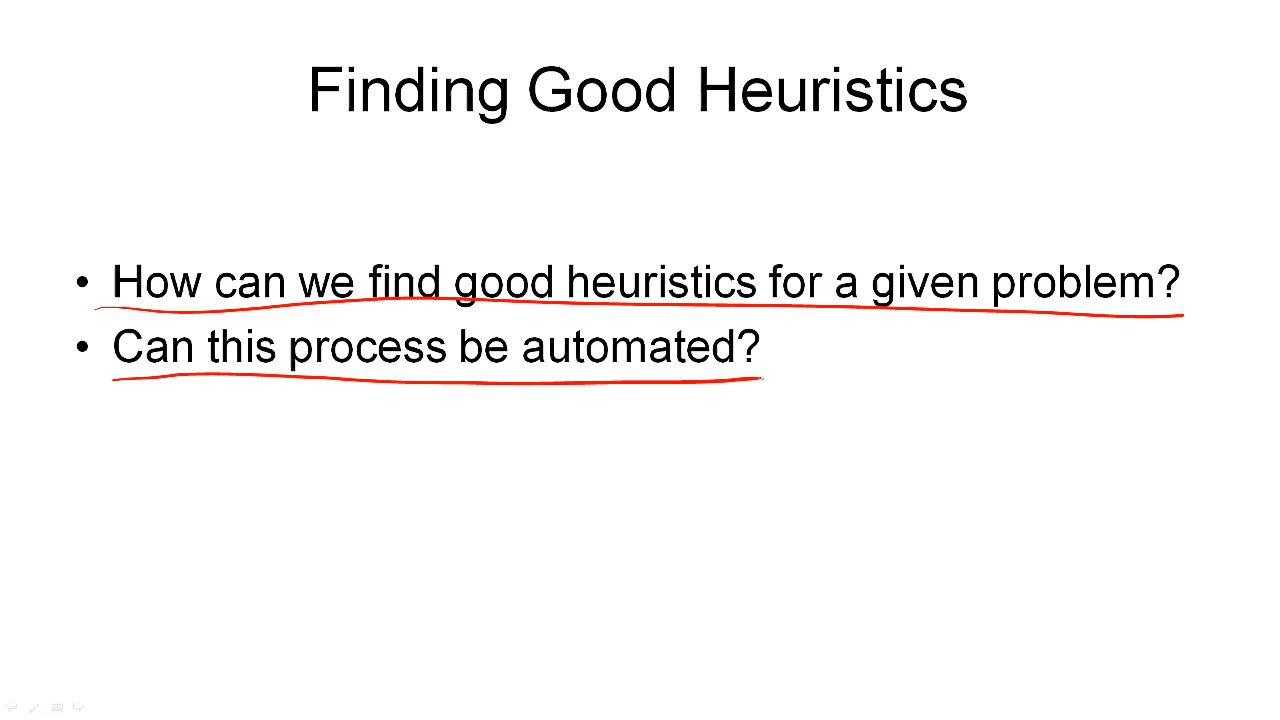 Finding Good Heuristics
• How can we find good heuristics for a given problem?
• Can this process be automated?